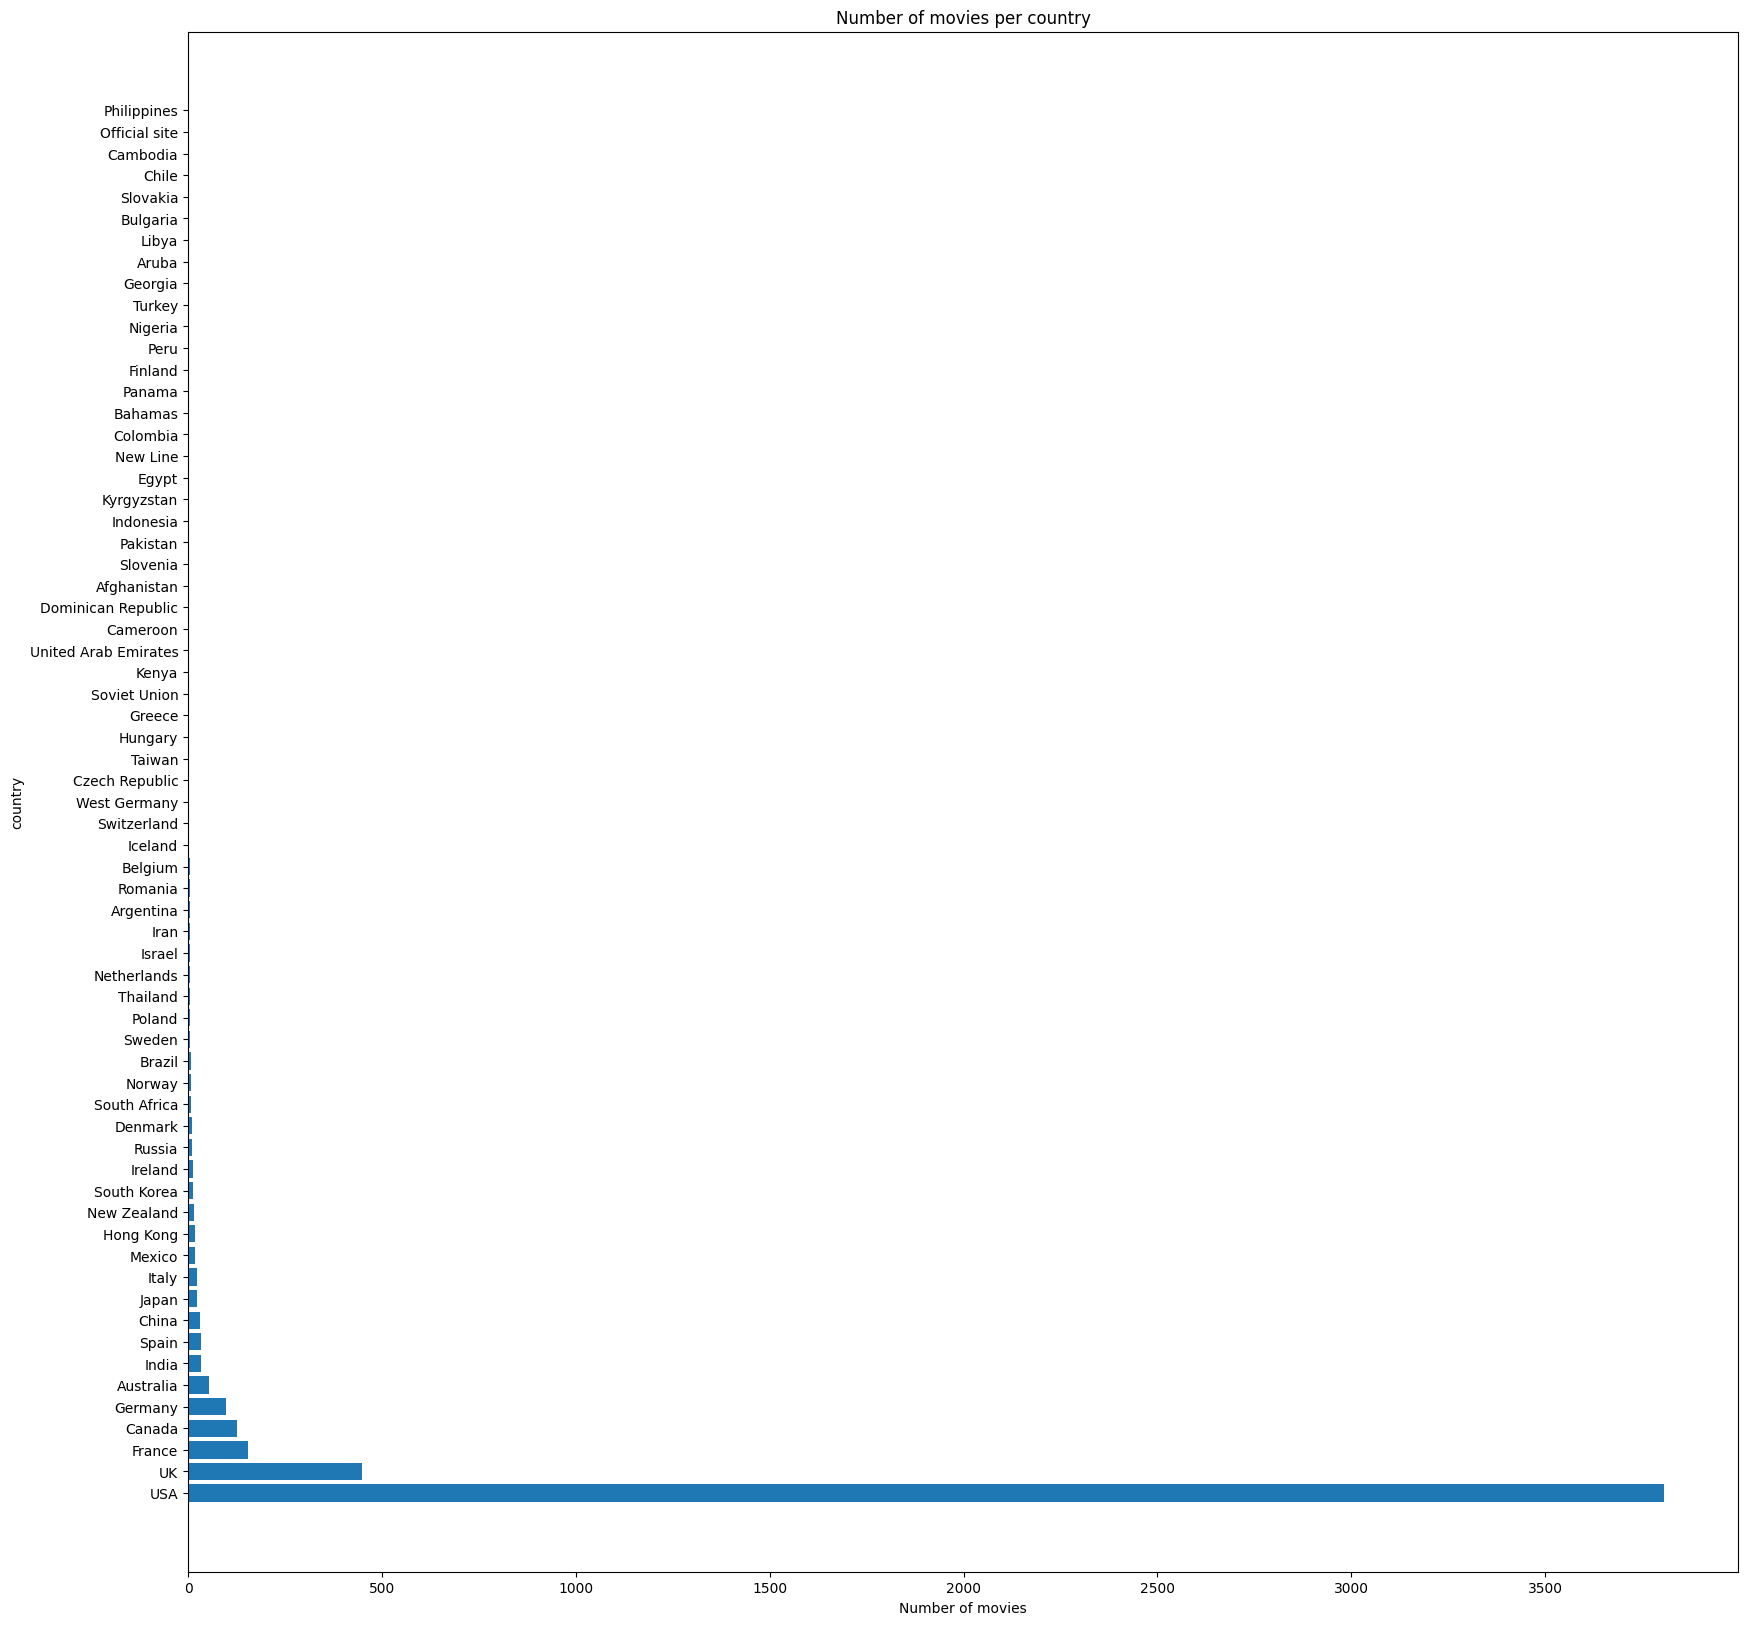 Number of movies per country
Philippines
Official site
Cambodia
Chile
Slovakia
Bulgaria
Libya
Aruba
Georgia
Turkey
Nigeria
Peru
Finland
Panama
Bahamas
Colombia
New Line
Egypt
Kyrgyzstan
Indonesia
Pakistan
Slovenia
Afghanistan
Dominican Republic
Cameroon
United Arab Emirates
Kenya
Soviet Union
Greece
Hungary
Taiwan
Czech Republic
West Germany
Switzerland
Iceland
Belgium
Romania
Argentina
Iran
Israel
Netherlands
Thailand
Poland
Sweden
Brazil
Norway
South Africa
Denmark
Russia
Ireland
South Korea
New Zealand
Hong Kong
Mexico
Italy
Japan
China
Spain
India
Australia
Germany
Canada
France
UK
USA
country
0 500 1000 1500 2000 2500 3000 3500
Number of movies